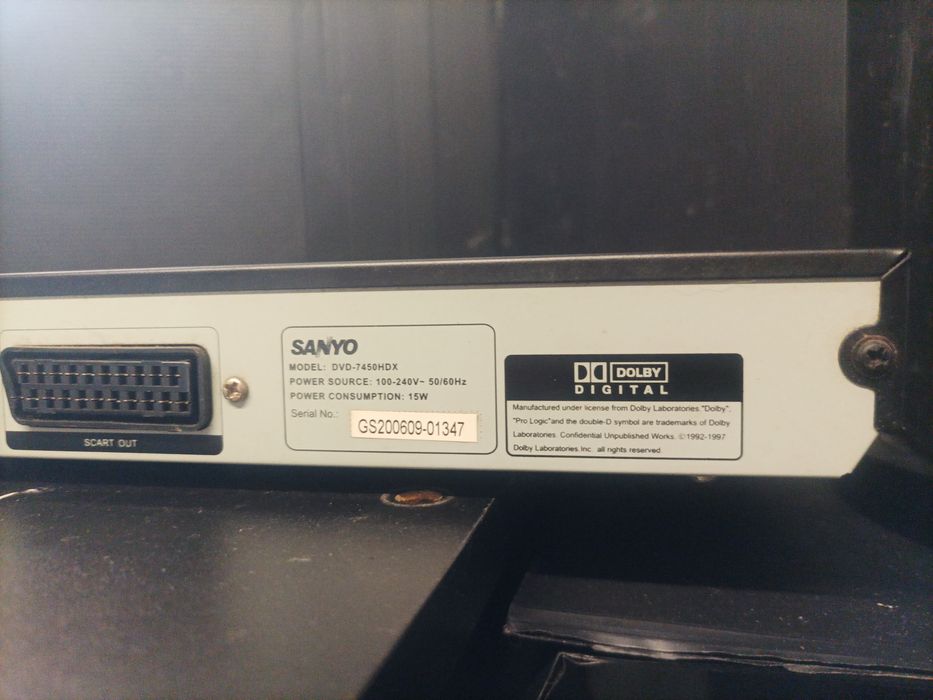 SCART OUT
SANYO
MODEL: DVD-7450HDX
POWER SOURCE: 100-240V~ 50/60Hz
POWER CONSUMPTION: 15W
Serial No.: GS200609-01347
DOLBY
DIGITAL
Manufactured under license from Dolby Laboratories."Dolby".
"Pro Logic"and the double-D symbol are trademarks of Dolby
Laboratories. Confidential Unpublished Works. ©1992-1997
Dolby Laboratories.Inc all rights reserved